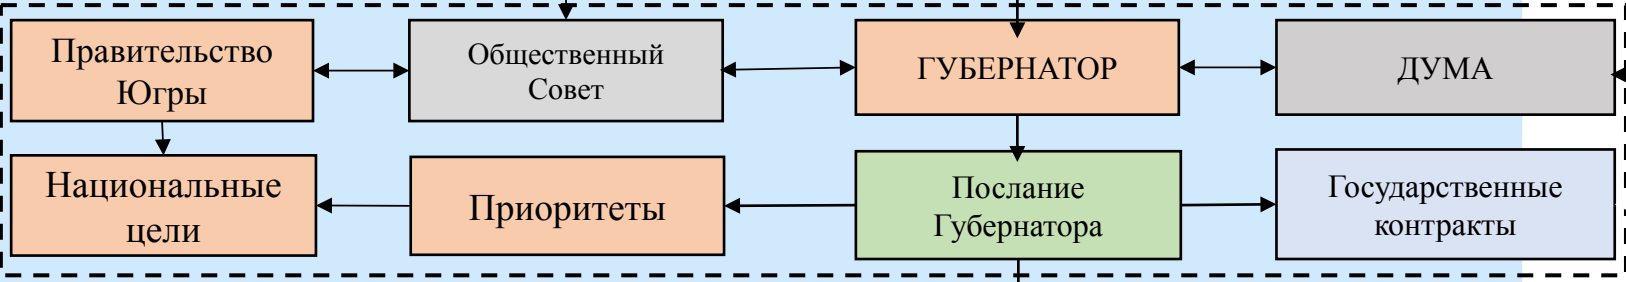 Правительство
Югры
Общественный
Совет
ГУБЕРНАТОР
ДУМА
Национальные
цели
Приоритеты
Послание
Губернатора
Государственные
контракты